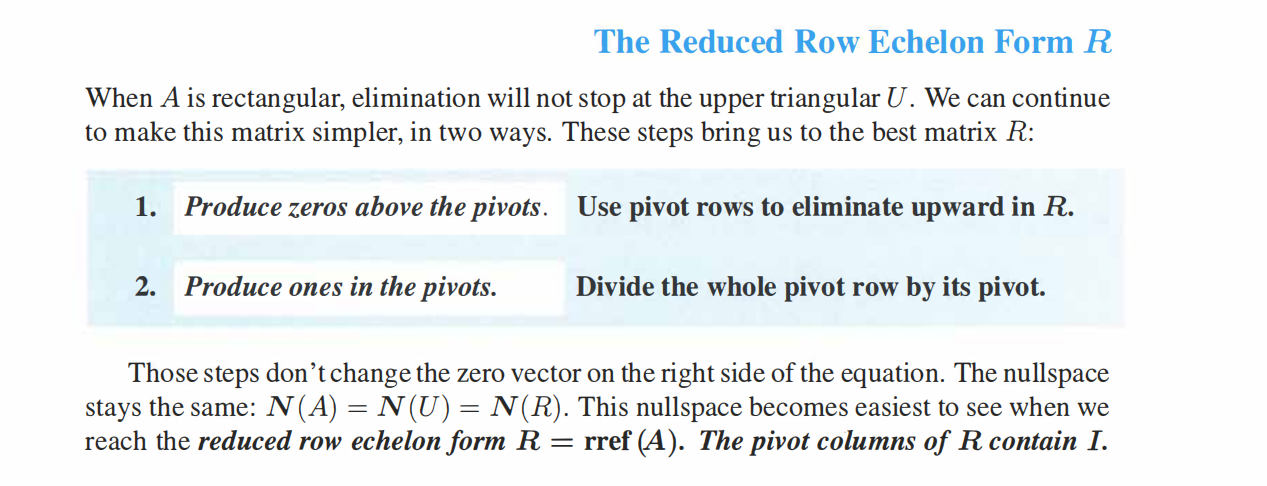 The Reduced Row Echelon Form R
When A is rectangular, elimination will not stop at the upper triangular U. We can continue
to make this matrix simpler, in two ways. These steps bring us to the best matrix R:
1. Produce zeros above the pivots. Use pivot rows to eliminate upward in R.
2. Produce ones in the pivots. Divide the whole pivot row by its pivot.
Those steps don't change the zero vector on the right side of the equation. The nullspace
stays the same: N(A) = N(U) = N(R). This nullspace becomes easiest to see when we
reach the reduced row echelon form R = rref (A). The pivot columns of R contain I.